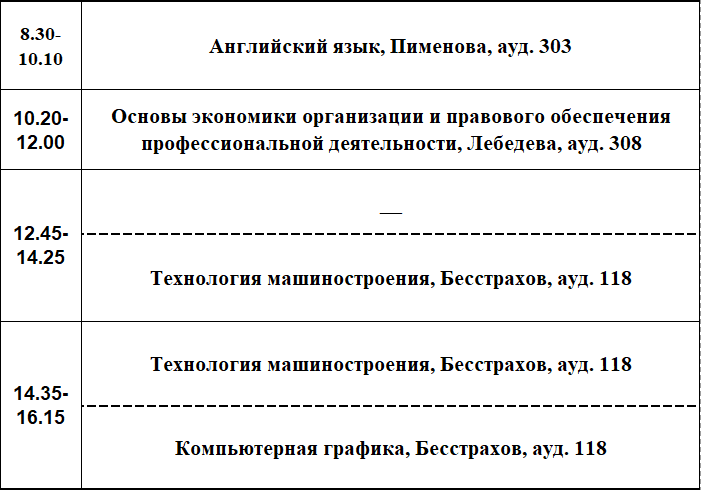 8.30-
10.10
Английский язык, Пименова, ауд. 303
10.20-
12.00
Основы экономики организации и правового обеспечения
профессиональной деятельности, Лебедева, ауд. 308
12.45-
14.25
—
Технология машиностроения, Бесстрахов, ауд. 118
14.35-
16.15
Технология машиностроения, Бесстрахов, ауд. 118
Компьютерная графика, Бесстрахов, ауд. 118